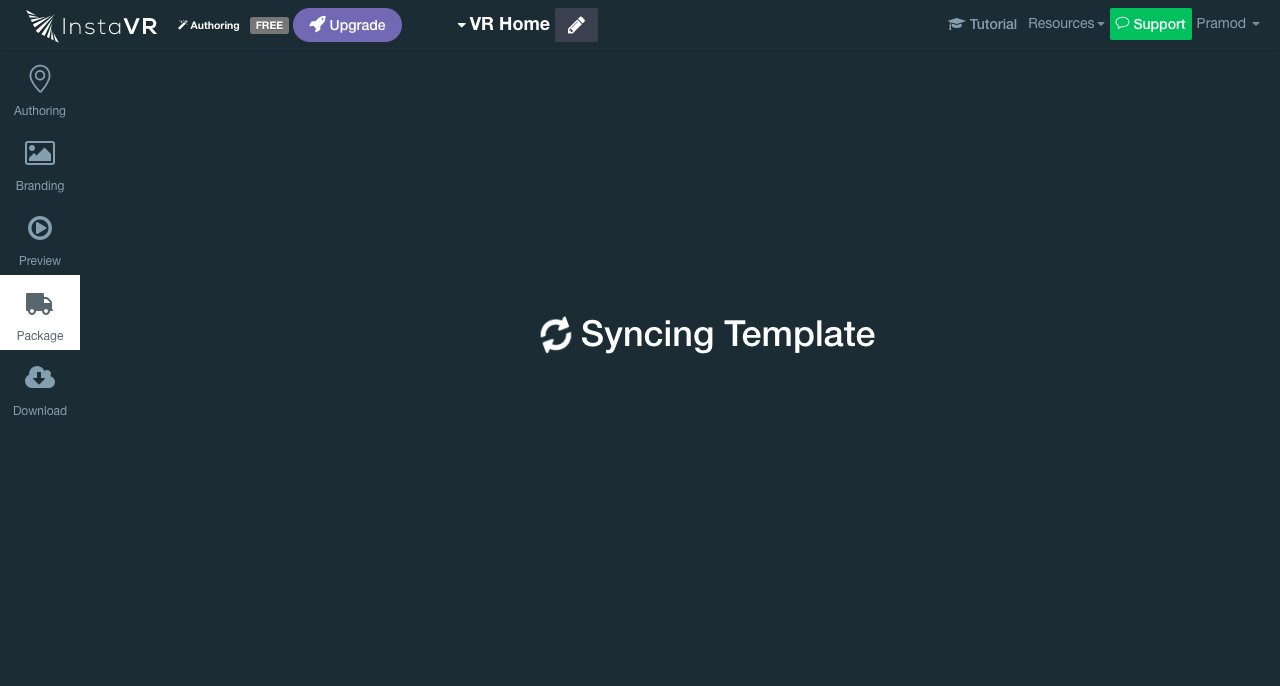 InstaVR Authoring FREE Upgrade VR Home Tutorial Resources Support Pramod
Authoring
Branding
Preview
Package
Download
Syncing Template